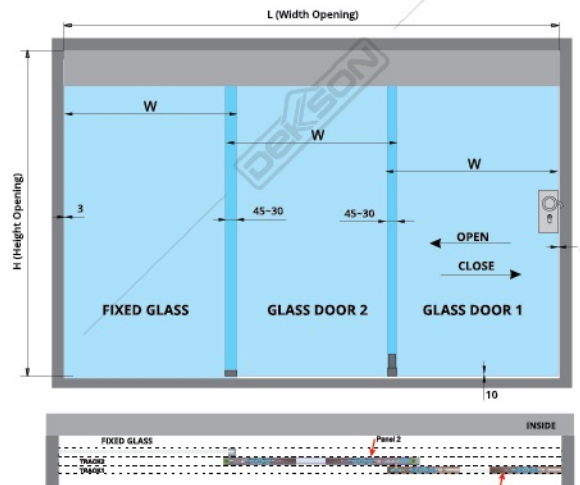 L (Width Opening)
DEKSON
W
W
W
H (Height Opening)
3
45~30
45~30
OPEN
CLOSE
FIXED GLASS
GLASS DOOR 2
GLASS DOOR 1
10
INSIDE
FIXED GLASS
Panel 2
TRACK2
TRACK1